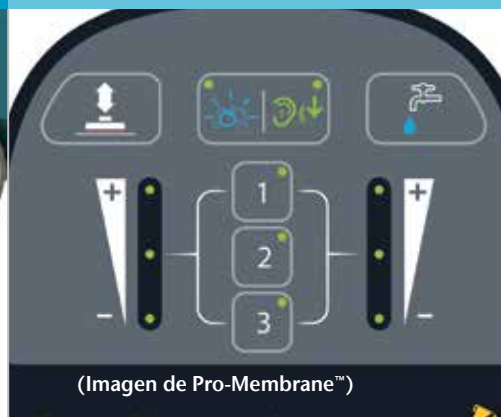 + 1 +
2
- 3 -
(Imagen de Pro-Membrane™)